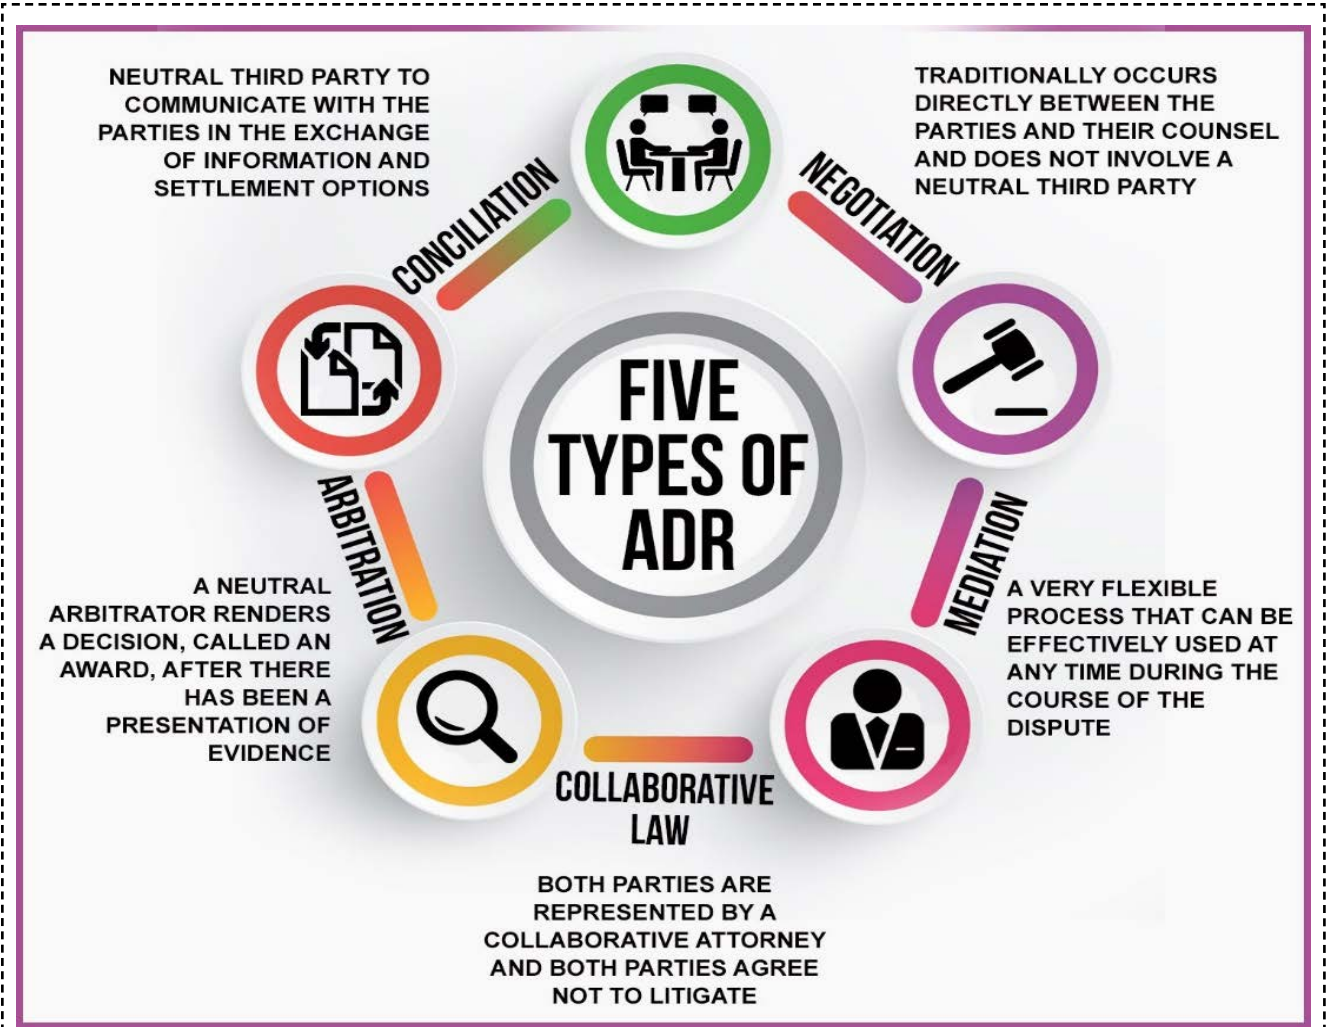 NEUTRAL THIRD PARTY TO
COMMUNICATE WITH THE
PARTIES IN THE EXCHANGE
OF INFORMATION AND
SETTLEMENT OPTIONS
CONCILIATION
TRADITIONALLY OCCURS
DIRECTLY BETWEEN THE
PARTIES AND THEIR COUNSEL
AND DOES NOT INVOLVE A
NEUTRAL THIRD PARTY
NEGOTIATION
FIVE
TYPES OF
ADR
ARBITRATION
A NEUTRAL
ARBITRATOR RENDERS
A DECISION, CALLED AN
AWARD, AFTER THERE
HAS BEEN A
PRESENTATION OF
EVIDENCE
MEDIATION
A VERY FLEXIBLE
PROCESS THAT CAN BE
EFFECTIVELY USED AT
ANY TIME DURING THE
COURSE OF THE
DISPUTE
COLLABORATIVE
LAW
BOTH PARTIES ARE
REPRESENTED BY A
COLLABORATIVE ATTORNEY
AND BOTH PARTIES AGREE
NOT TO LITIGATE